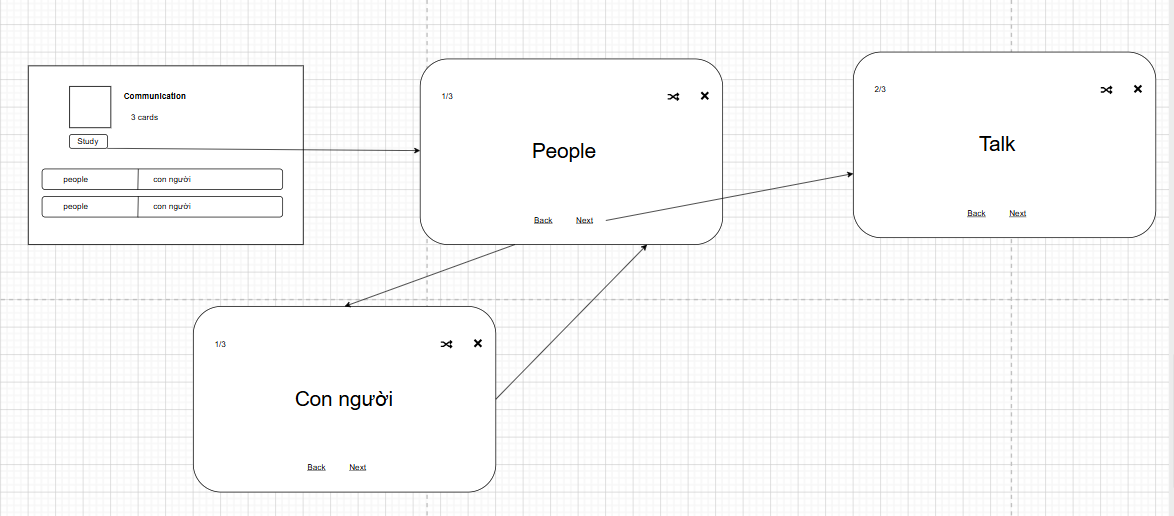 Communication
3 cards
Study
people con người
people con người
1/3
People
Back Next
2/3
Talk
Back Next
1/3
Con người
Back Next